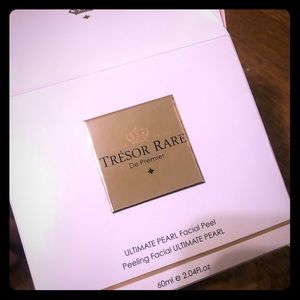 TRÉSOR RARE
De Premier
ULTIMATE PEARL Facial Peel
Peeling Facial ULTIMATE PEARL
60ml e 2.04Fl.oz